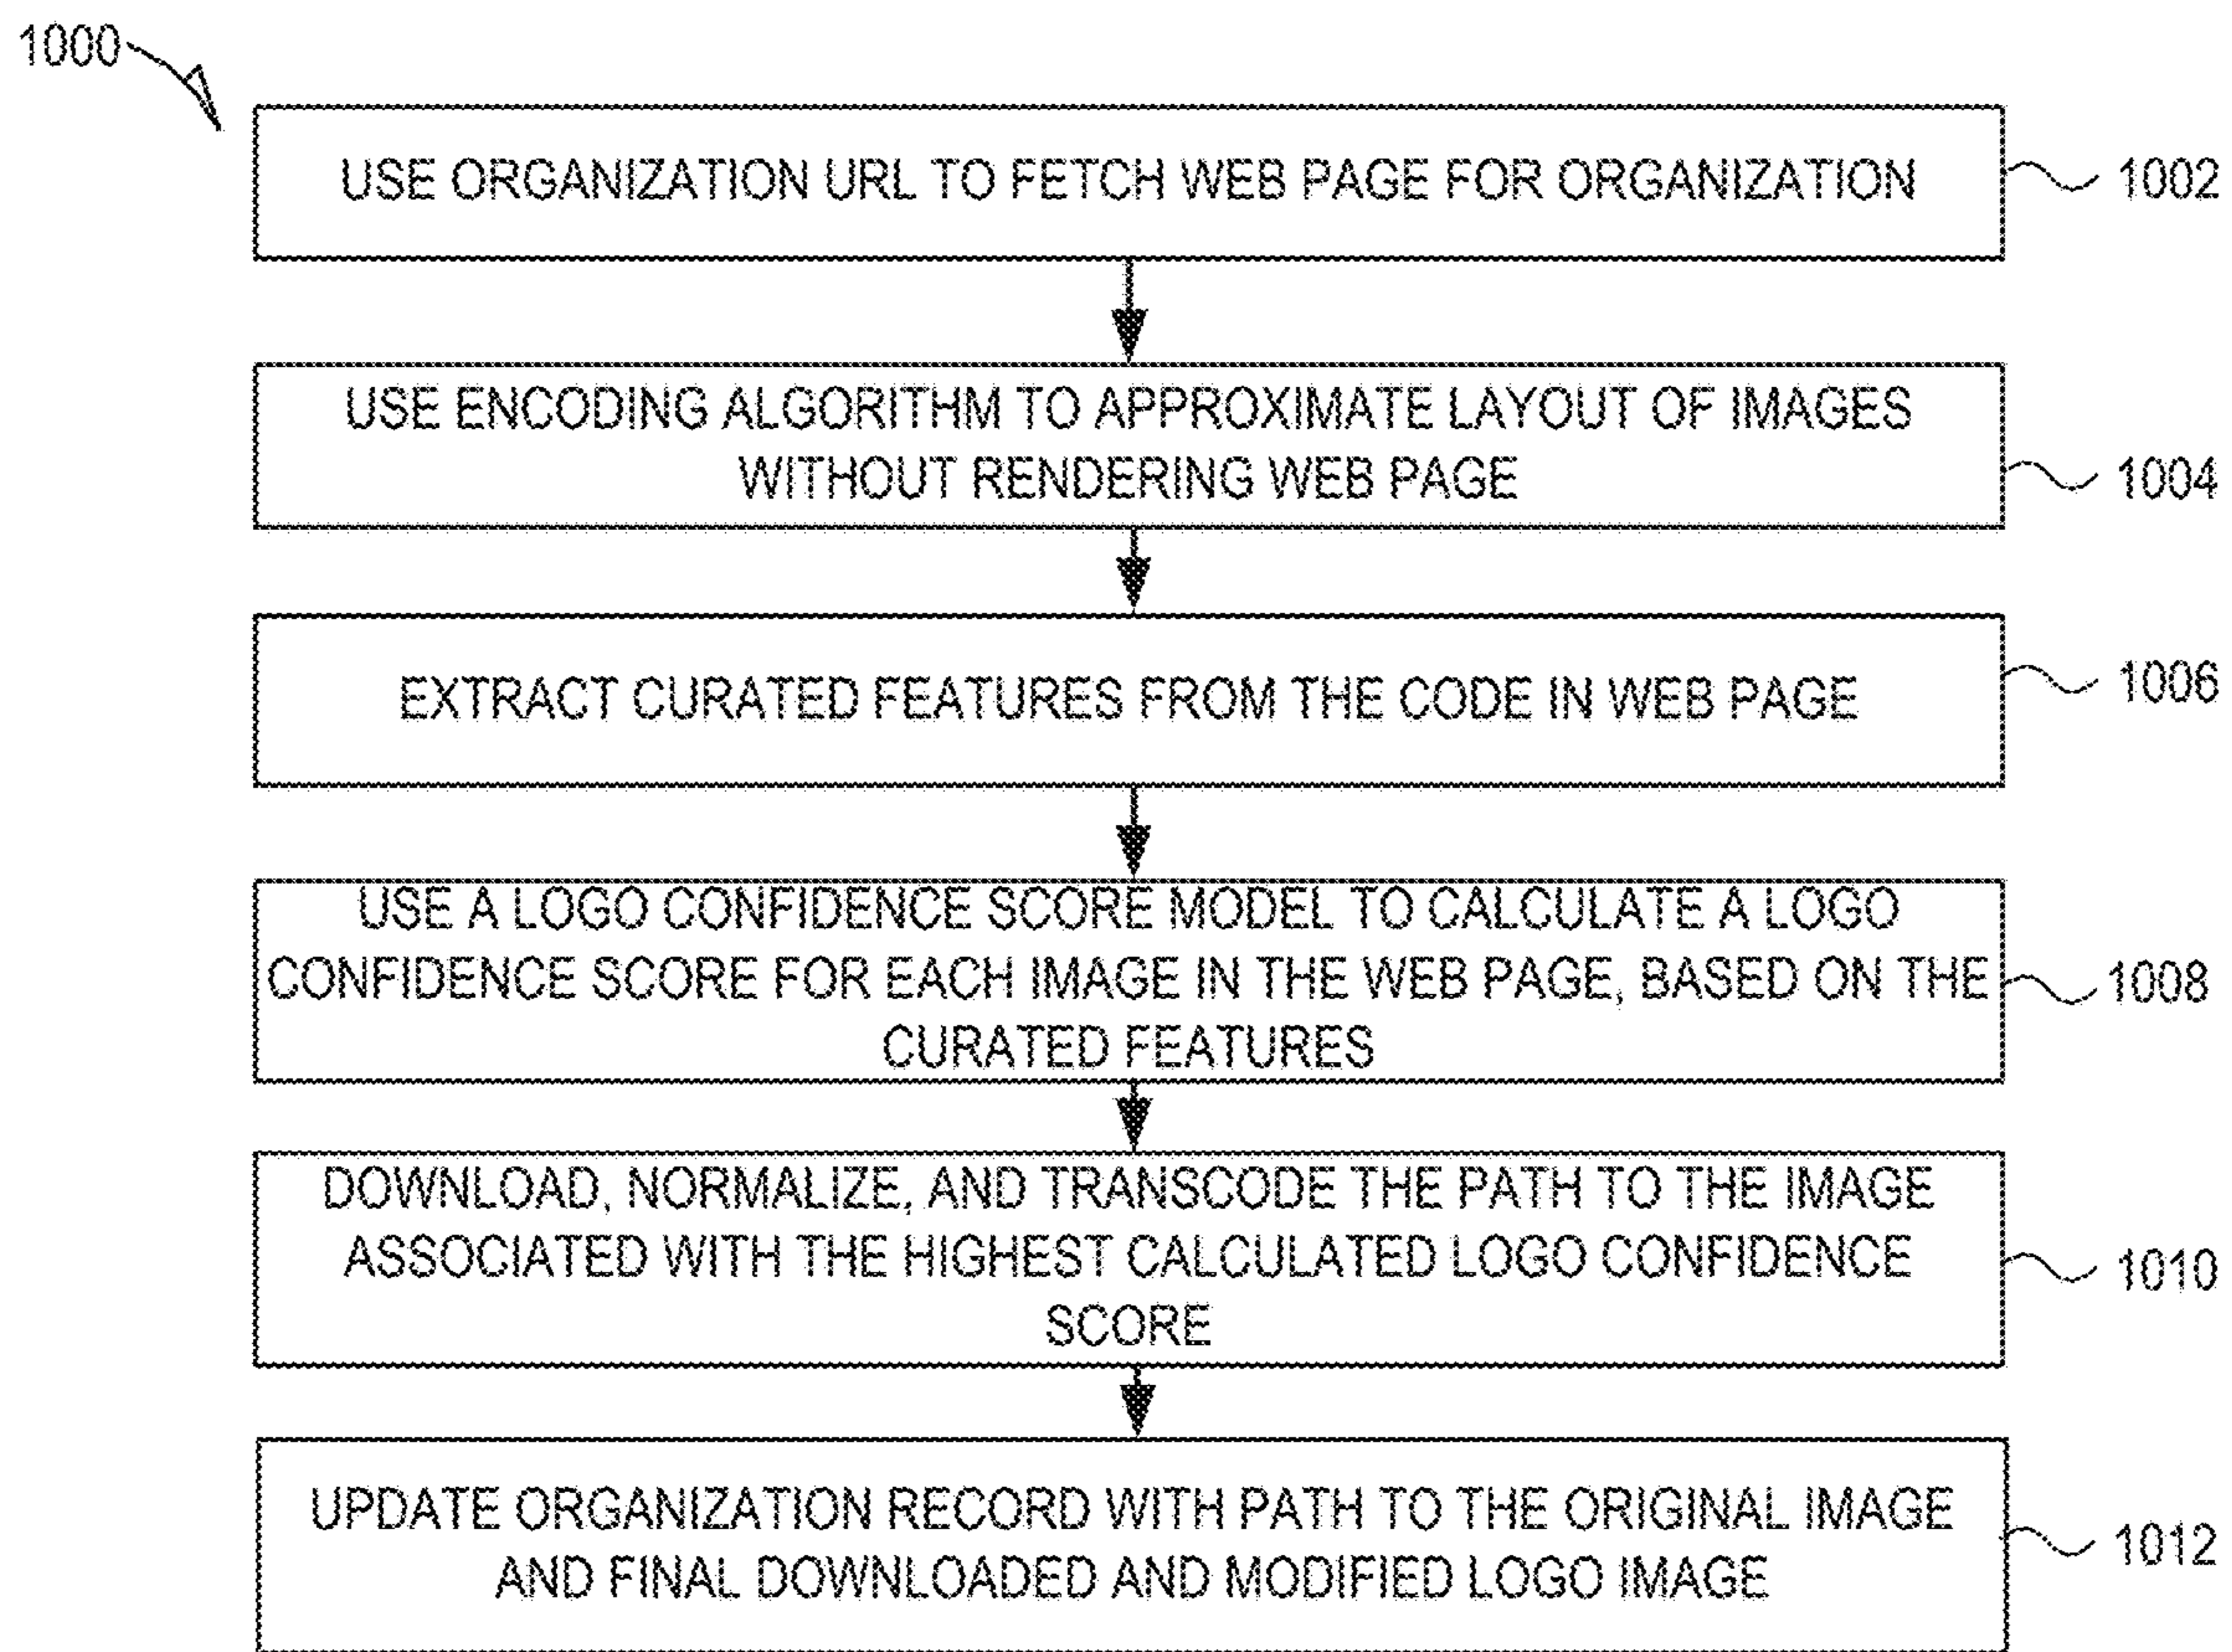 1000
USE ORGANIZATION URL TO FETCH WEB PAGE FOR ORGANIZATION
1002
USE ENCODING ALGORITHM TO APPROXIMATE LAYOUT OF IMAGES
WITHOUT RENDERING WEB PAGE
1004
EXTRACT CURATED FEATURES FROM THE CODE IN WEB PAGE
1006
USE A LOGO CONFIDENCE SCORE MODEL TO CALCULATE A LOGO
CONFIDENCE SCORE FOR EACH IMAGE IN THE WEB PAGE, BASED ON THE
CURATED FEATURES
1008
DOWNLOAD, NORMALIZE, AND TRANSCODE THE PATH TO THE IMAGE
ASSOCIATED WITH THE HIGHEST CALCULATED LOGO CONFIDENCE
SCORE
1010
UPDATE ORGANIZATION RECORD WITH PATH TO THE ORIGINAL IMAGE
AND FINAL DOWNLOADED AND MODIFIED LOGO IMAGE
1012